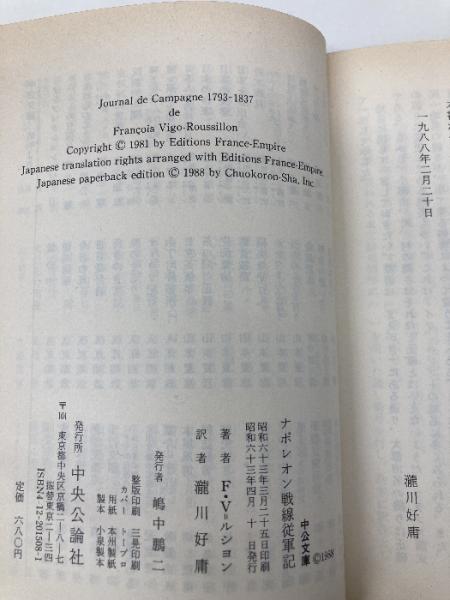 Journal de Campagne 1793-1837
de
Françoia Vigo-Roussillon
Copyright © 1981 by Editions France-Empire
Japanese translation rights arranged with Editions France-Empire,
Japanese paperback edition © 1988 by Chuokoron-Sha, Inc.
中公文庫
©1988
ナポレオン戦線従軍記
昭和六十三年三月二十五日印刷
昭和六十三年四月 十日発行
著者 F・V=ルション
訳者 瀧川好庸
発行者 嶋中鵬二
整版印刷 三晃印刷
カバー トープロ
用紙 本州製紙
製本 小泉製本
発行所 中央公論社
〒104 東京都中央区京橋二-八-七
振替東京二-三四
ISBN4-12-201508-1
定価 六八〇円
一九八八年二月二十日
瀧川好庸